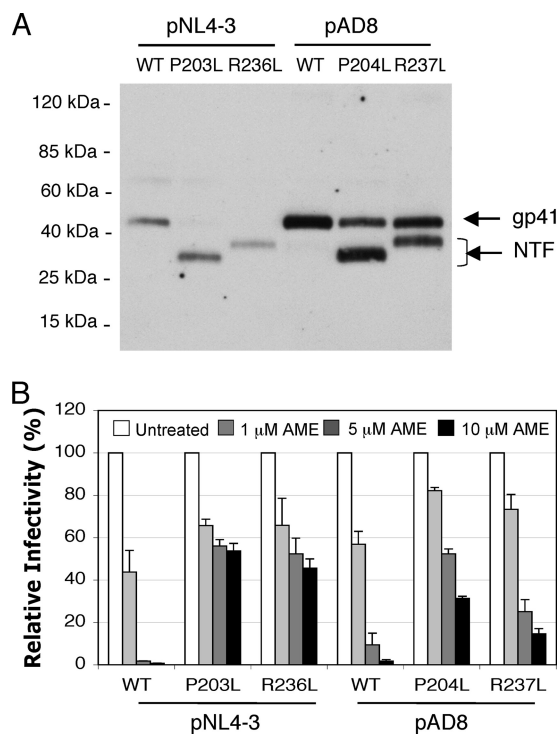 A
pNL4-3 pAD8
WT P203L R236L WT P204L R237L
120 kDa -
85 kDa -
60 kDa -
40 kDa -
25 kDa -
15 kDa -
gp41
NTF
B
Relative Infectivity (%)
120
100
80
60
40
20
0
Untreated 1 μM AME 5 μM AME 10 μM AME
WT P203L R236L WT P204L R237L
pNL4-3 pAD8